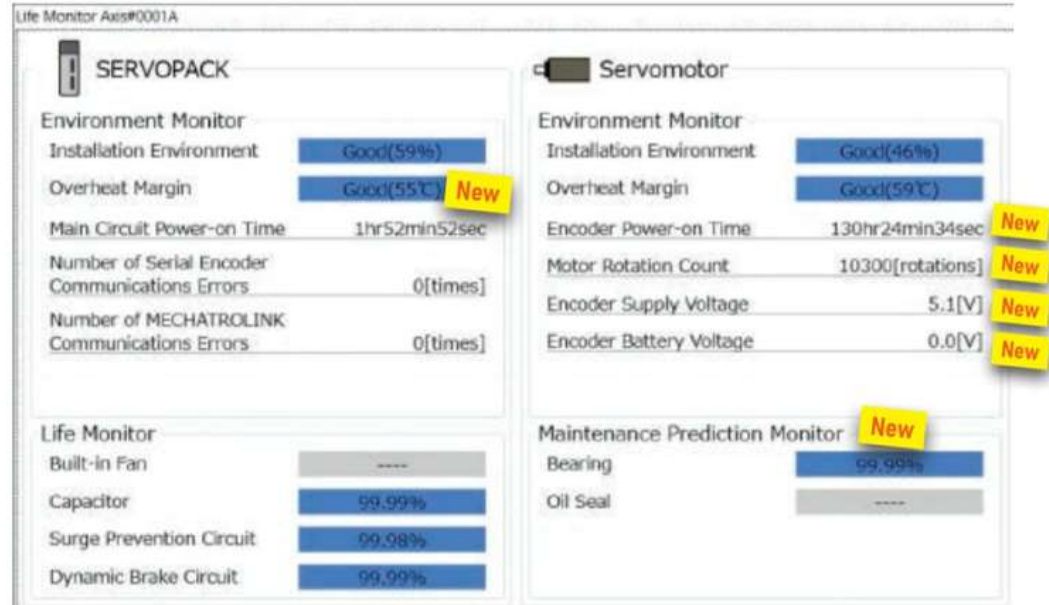 Life Monitor Axis#0001A
SERVOPACK
Environment Monitor
Installation Environment Good(59%)
Overheat Margin Good(55℃) New
Main Circuit Power-on Time 1hr52min52sec
Number of Serial Encoder
Communications Errors 0[times]
Number of MECHATROLINK
Communications Errors 0[times]
Life Monitor
Built-in Fan ----
Capacitor 99.99%
Surge Prevention Circuit 99.98%
Dynamic Brake Circuit 99.99%
Servomotor
Environment Monitor
Installation Environment Good(46%)
Overheat Margin Good(59℃)
Encoder Power-on Time 130hr24min34sec New
Motor Rotation Count 10300[rotations] New
Encoder Supply Voltage 5.1[V] New
Encoder Battery Voltage 0.0[V] New
Maintenance Prediction Monitor New
Bearing 99.99%
Oil Seal ----